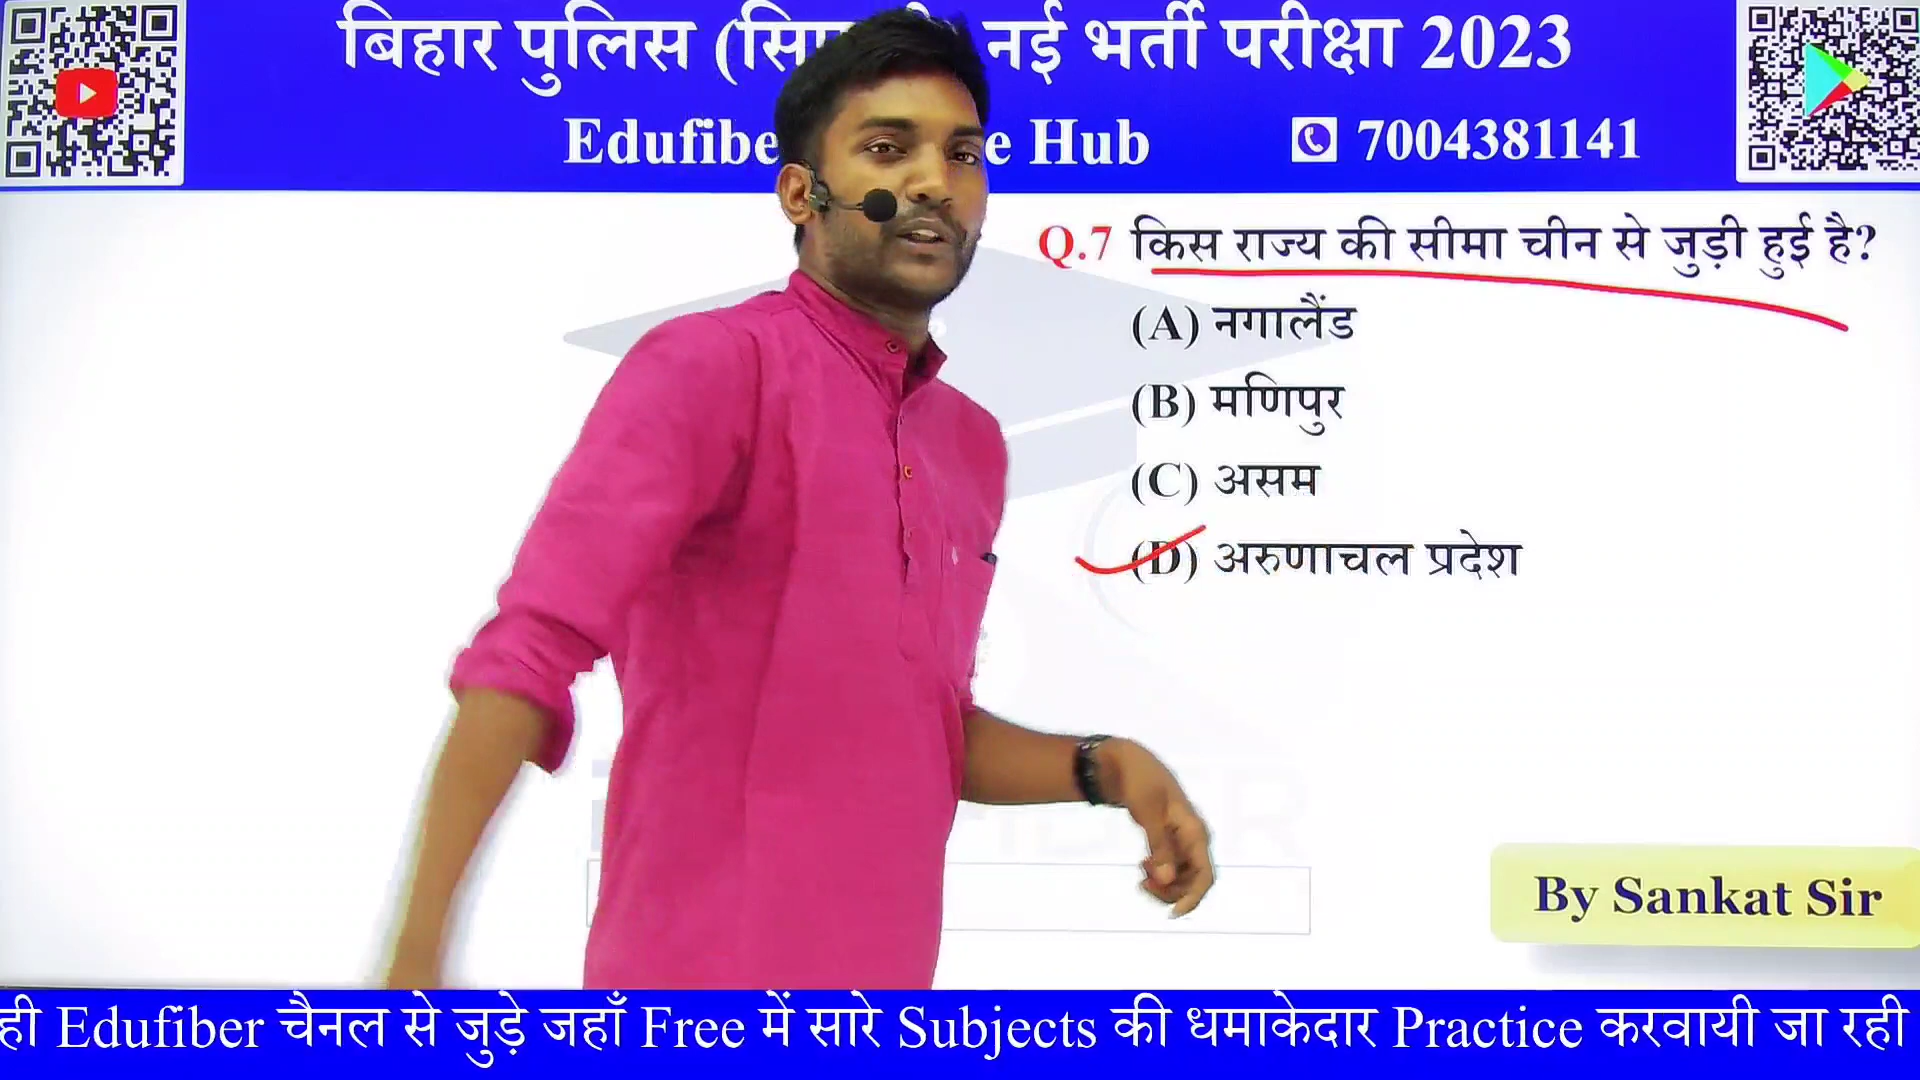 बिहार पुलिस नई भर्ती परीक्षा 2023
Hub 7004381141
Q.7 किस राज्य की सीमा चीन से जुड़ी हुई है?
(A) नगालैंड
(B) मणिपुर
(C) असम
(D) अरुणाचल प्रदेश
By Sankat Sir
ही Edufiber चैनल से जुड़े जहाँ Free में सारे Subjects की धमाकेदार Practice करवायी जा रही